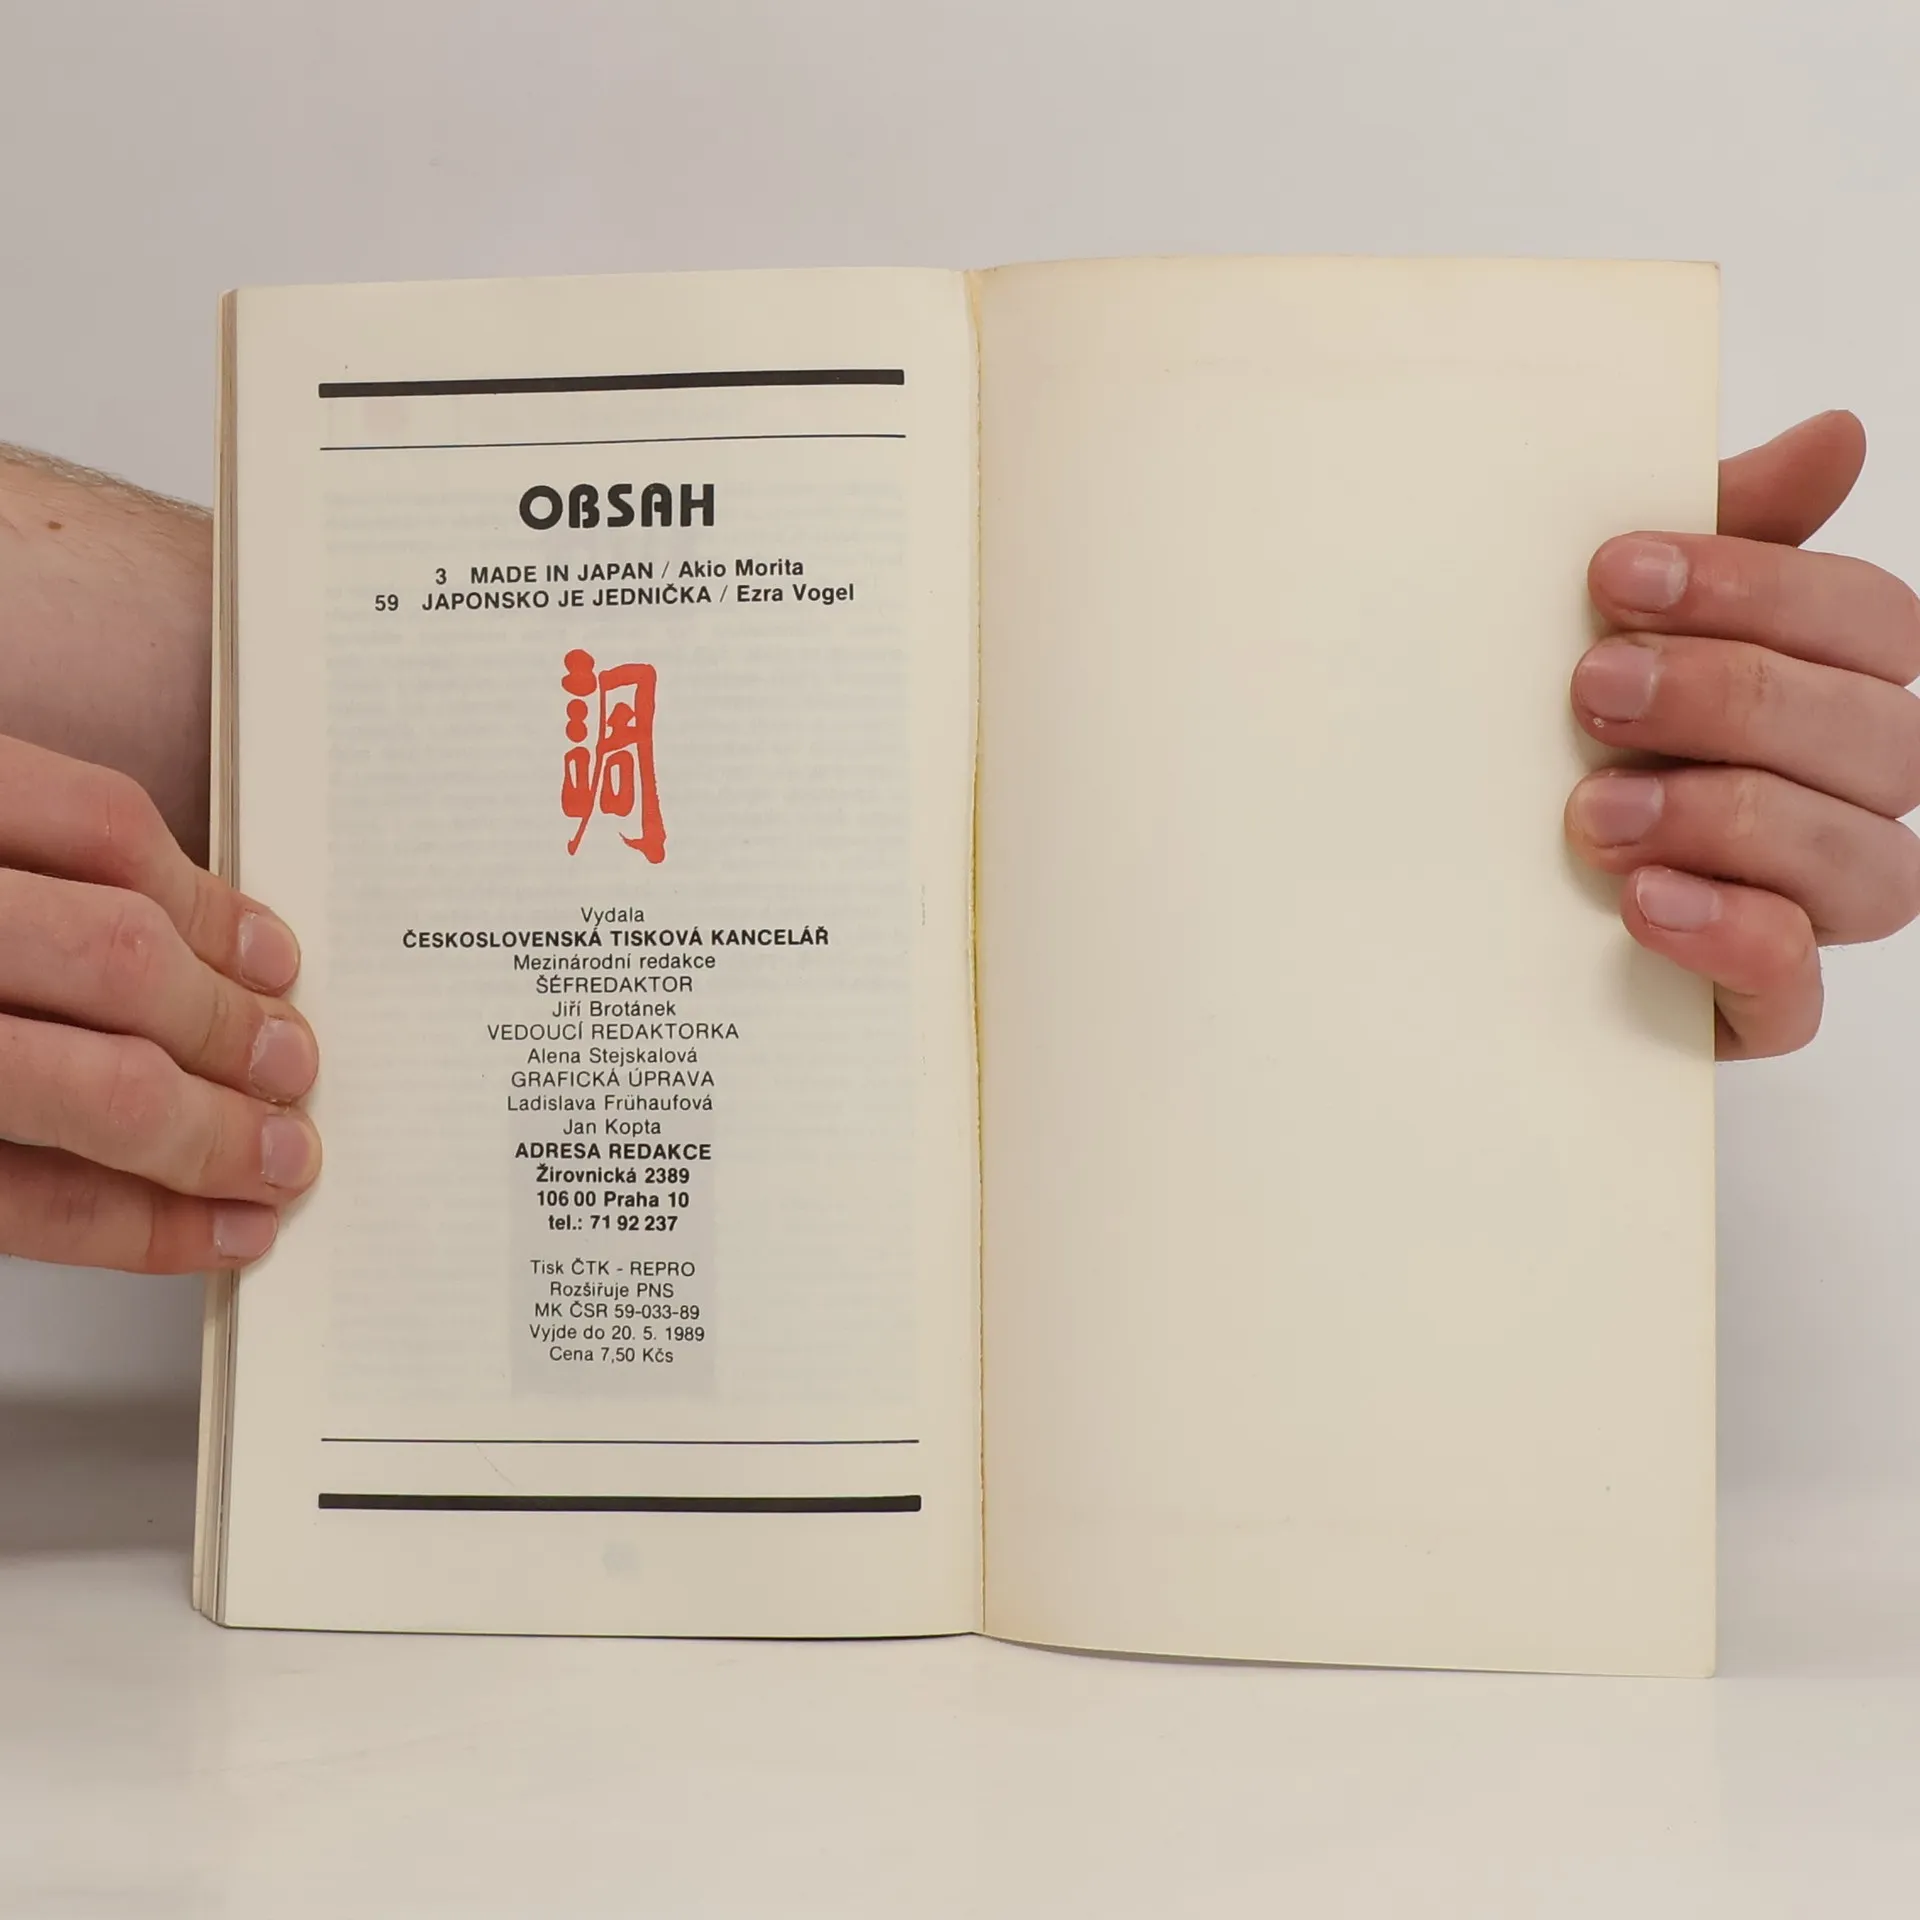 OBSAH
3 MADE IN JAPAN / Akio Morita
59 JAPONSKO JE JEDNIČKA / Ezra Vogel
調
Vydala
ČESKOSLOVENSKÁ TISKOVÁ KANCELÁŘ
Mezinárodní redakce
ŠÉFREDAKTOR
Jiří Brotánek
VEDOUCÍ REDAKTORKA
Alena Stejskalová
GRAFICKÁ ÚPRAVA
Ladislava Frühaufová
Jan Kopta
ADRESA REDAKCE
Žirovnická 2389
106 00 Praha 10
tel.: 71 92 237
Tisk ČTK - REPRO
Rozšiřuje PNS
MK ČSR 59-033-89
Vyjde do 20. 5. 1989
Cena 7,50 Kčs